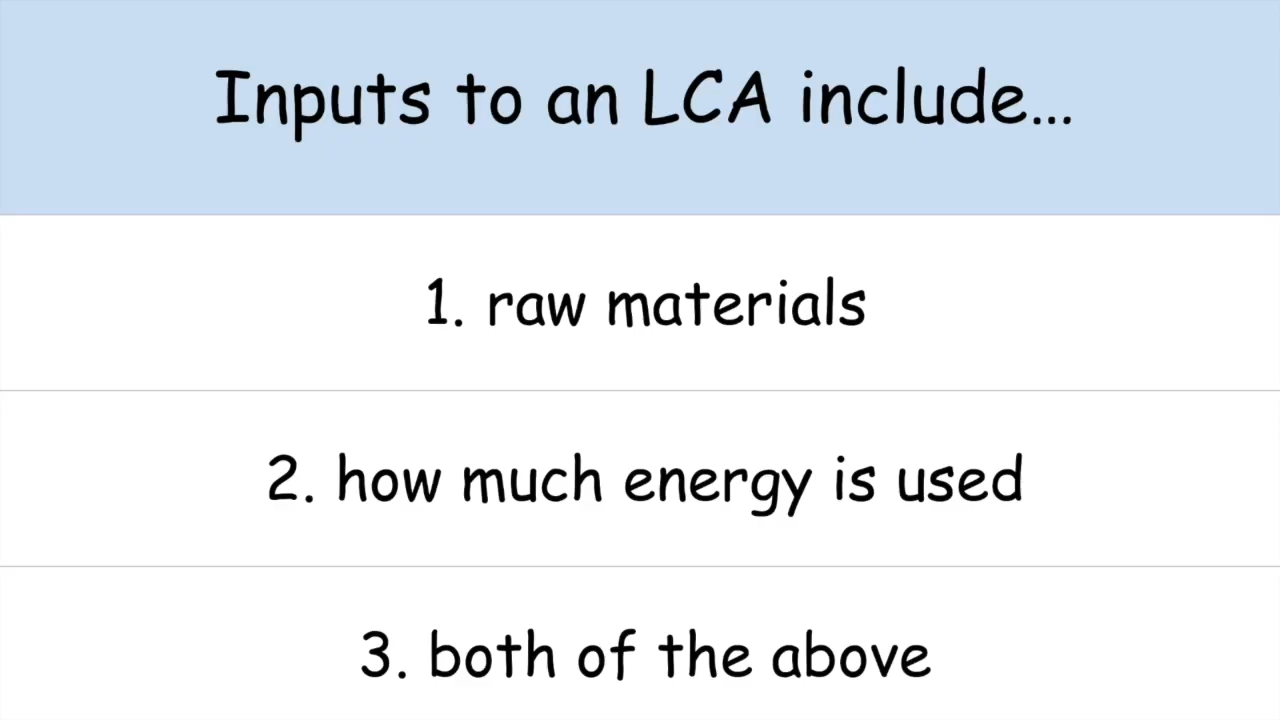 Inputs to an LCA include...
1. raw materials
2. how much energy is used
3. both of the above